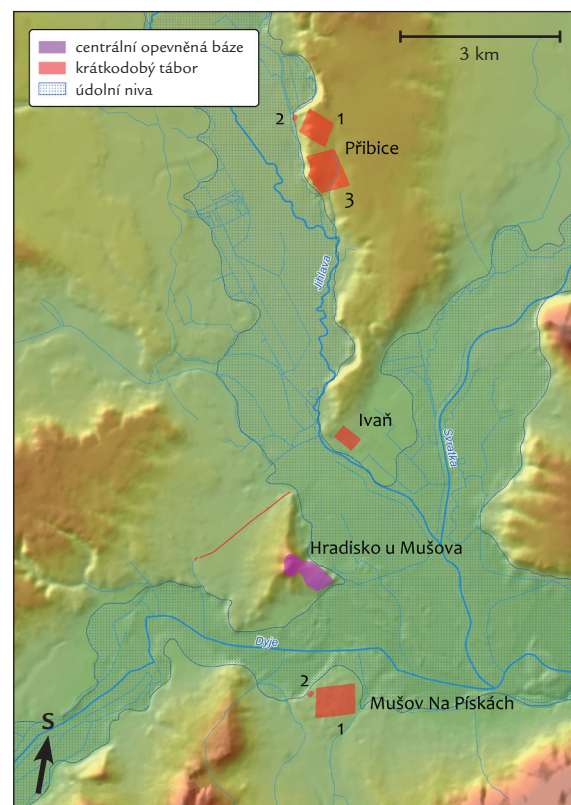 centrální opevněná báze
krátkodobý tábor
údolní niva
3 km
2
1
Přibice
3
Jihlava
Ivaň
Svratka
Hradisko u Mušova
Dyje
2
Mušov Na Pískách
1
S